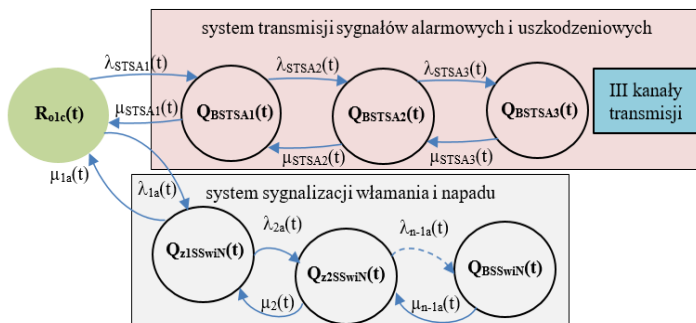 system transmisji sygnałów alarmowych i uszkodzeniowych
λSTSA1(t)
λSTSA2(t)
λSTSA3(t)
Ro1c(t)
μSTSA1(t)
QBSTSA1(t)
QBSTSA2(t)
QBSTSA3(t)
III kanały
transmisji
μSTSA2(t)
μSTSA3(t)
μ1a(t)
λ1a(t)
system sygnalizacji włamania i napadu
λ2a(t)
λn-1a(t)
Qz1SSwiN(t)
Qz2SSwiN(t)
QBSSwiN(t)
μ2(t)
μn-1a(t)